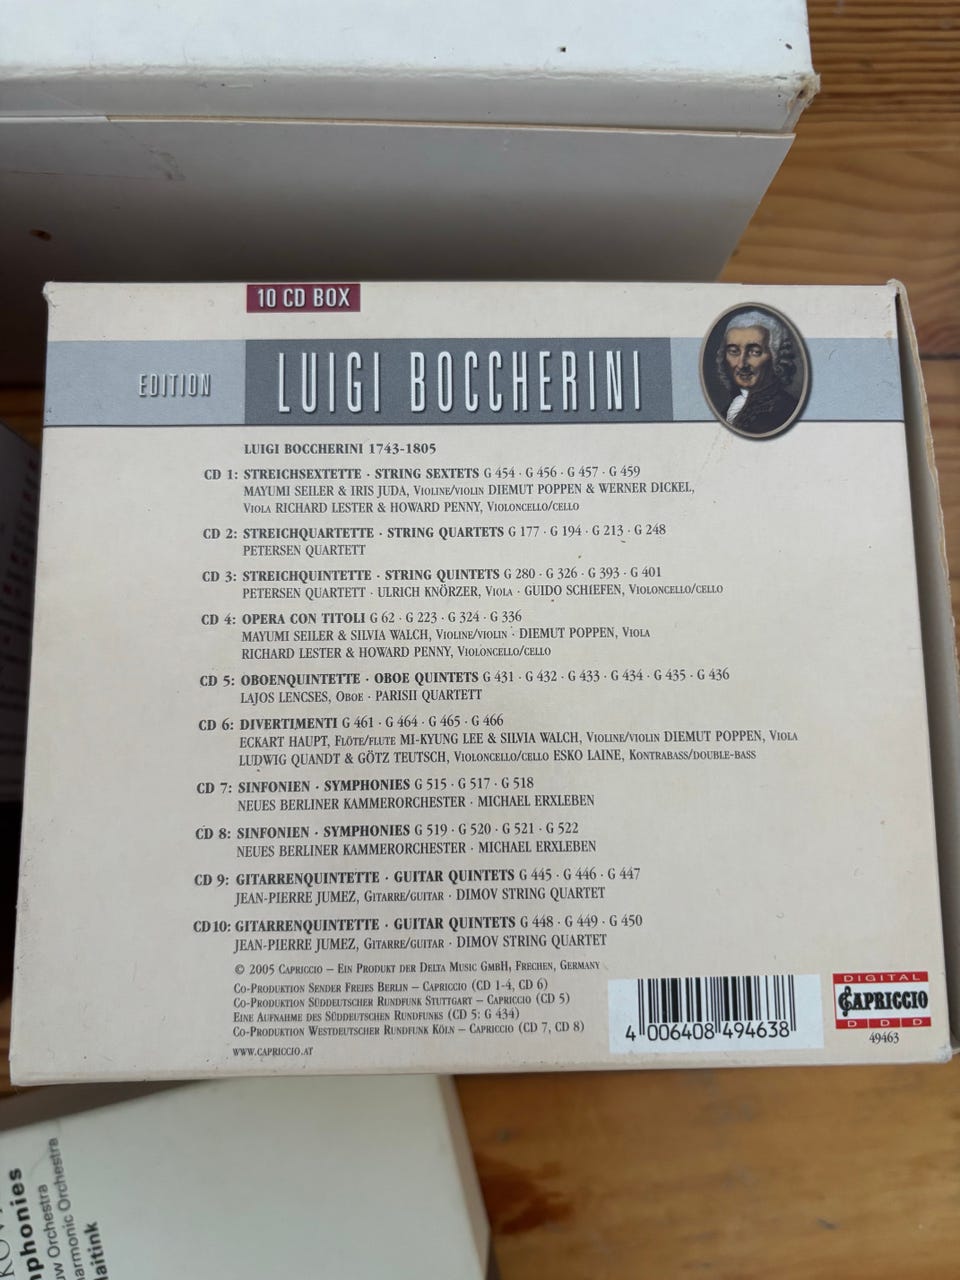 10 CD BOX
EDITION
LUIGI BOCCHERINI
LUIGI BOCCHERINI 1743-1805
CD 1: STREICHSEXTETTE · STRING SEXTETS G 454 · G 456 · G 457 · G 459
MAYUMI SEILER & IRIS JUDA, VIOLINE/VIOLIN DIEMUT POPPEN & WERNER DICKEL,
VIOLA RICHARD LESTER & HOWARD PENNY, VIOLONCELLO/CELLO
CD 2: STREICHQUARTETTE · STRING QUARTETS G 177 · G 194 · G 213 · G 248
PETERSEN QUARTETT
CD 3: STREICHQUINTETTE · STRING QUINTETS G 280 · G 326 · G 393 · G 401
PETERSEN QUARTETT · ULRICH KNÖRZER, VIOLA · GUIDO SCHIEFEN, VIOLONCELLO/CELLO
CD 4: OPERA CON TITOLI G 62 · G 223 · G 324 · G 336
MAYUMI SEILER & SILVIA WALCH, VIOLINE/VIOLIN · DIEMUT POPPEN, VIOLA
RICHARD LESTER & HOWARD PENNY, VIOLONCELLO/CELLO
CD 5: OBOENQUINTETTE · OBOE QUINTETS G 431 · G 432 · G 433 · G 434 · G 435 · G 436
LAJOS LENCSES, OBOE · PARISII QUARTETT
CD 6: DIVERTIMENTI G 461 · G 464 · G 465 · G 466
ECKART HAUPT, FLÖTE/FLUTE MI-KYUNG LEE & SILVIA WALCH, VIOLINE/VIOLIN DIEMUT POPPEN, VIOLA
LUDWIG QUANDT & GÖTZ TEUTSCH, VIOLONCELLO/CELLO ESKO LAINE, KONTRABASS/DOUBLE-BASS
CD 7: SINFONIEN · SYMPHONIES G 515 · G 517 · G 518
NEUES BERLINER KAMMERORCHESTER · MICHAEL ERXLEBEN
CD 8: SINFONIEN · SYMPHONIES G 519 · G 520 · G 521 · G 522
NEUES BERLINER KAMMERORCHESTER · MICHAEL ERXLEBEN
CD 9: GITARRENQUINTETTE · GUITAR QUINTETS G 445 · G 446 · G 447
JEAN-PIERRE JUMEZ, GITARRE/GUITAR · DIMOV STRING QUARTET
CD10: GITARRENQUINTETTE · GUITAR QUINTETS G 448 · G 449 · G 450
JEAN-PIERRE JUMEZ, GITARRE/GUITAR · DIMOV STRING QUARTET
© 2005 CAPRICCIO – EIN PRODUKT DER DELTA MUSIC GMBH, FRECHEN, GERMANY
CO-PRODUKTION SENDER FREIES BERLIN – CAPRICCIO (CD 1-4, CD 6)
CO-PRODUKTION SÜDDEUTSCHER RUNDFUNK STUTTGART – CAPRICCIO (CD 5)
EINE AUFNAHME DES SÜDDEUTSCHEN RUNDFUNKS (CD 5: G 434)
CO-PRODUKTION WESTDEUTSCHER RUNDFUNK KÖLN – CAPRICCIO (CD 7, CD 8)
WWW.CAPRICCIO.AT
4 006408 494638
DIGITAL
CAPRICCIO
D D D
49463